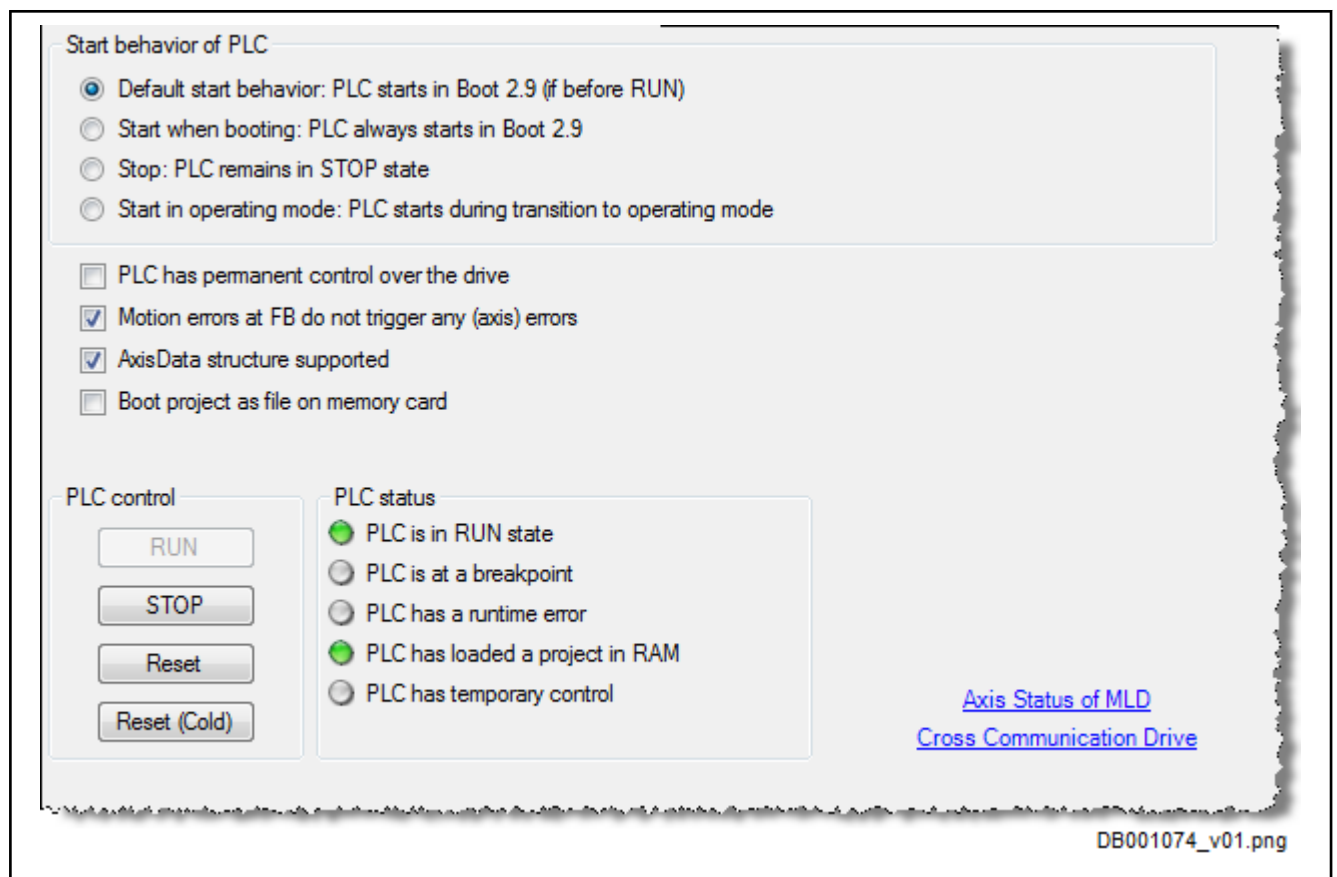 Start behavior of PLC
Default start behavior: PLC starts in Boot 2.9 (if before RUN)
Start when booting: PLC always starts in Boot 2.9
Stop: PLC remains in STOP state
Start in operating mode: PLC starts during transition to operating mode
PLC has permanent control over the drive
Motion errors at FB do not trigger any (axis) errors
AxisData structure supported
Boot project as file on memory card
PLC control
RUN
STOP
Reset
Reset (Cold)
PLC status
PLC is in RUN state
PLC is at a breakpoint
PLC has a runtime error
PLC has loaded a project in RAM
PLC has temporary control
Axis Status of MLD
Cross Communication Drive
DB001074_v01.png